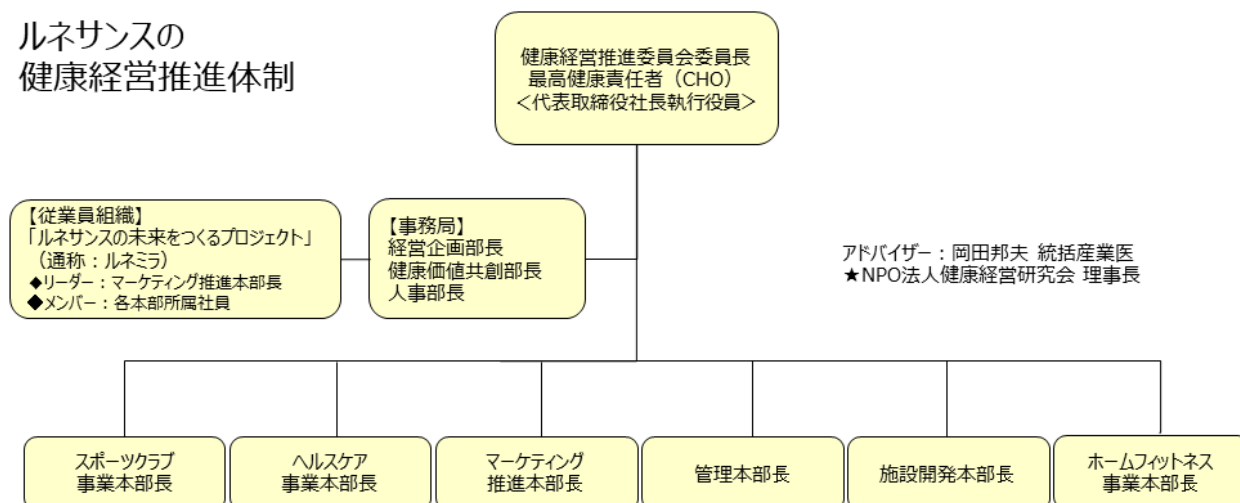 ルネサンスの
健康経営推進体制
健康経営推進委員会委員長
最高健康責任者（CHO）
＜代表取締役社長執行役員＞
【従業員組織】
「ルネサンスの未来をつくるプロジェクト」
（通称：ルネミラ）
◆リーダー：マーケティング推進本部長
◆メンバー：各本部所属社員
【事務局】
経営企画部長
健康価値共創部長
人事部長
アドバイザー：岡田邦夫 統括産業医
★NPO法人健康経営研究会 理事長
スポーツクラブ
事業本部長
ヘルスケア
事業本部長
マーケティング
推進本部長
管理本部長
施設開発本部長
ホームフィットネス
事業本部長